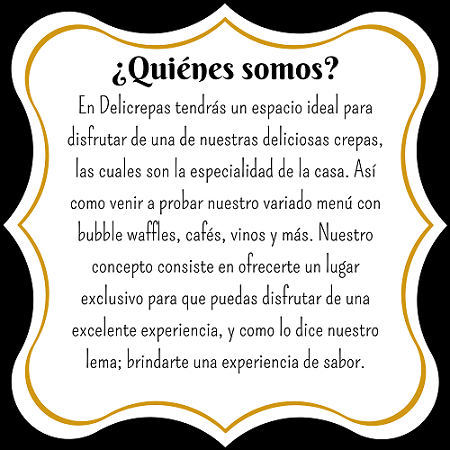 ¿Quiénes somos?
En Delicrepas tendrás un espacio ideal para
disfrutar de una de nuestras deliciosas crepas,
las cuales son la especialidad de la casa. Así
como venir a probar nuestro variado menú con
bubble waffles, cafés, vinos y más. Nuestro
concepto consiste en ofrecerte un lugar
exclusivo para que puedas disfrutar de una
excelente experiencia, y como lo dice nuestro
lema; brindarte una experiencia de sabor.